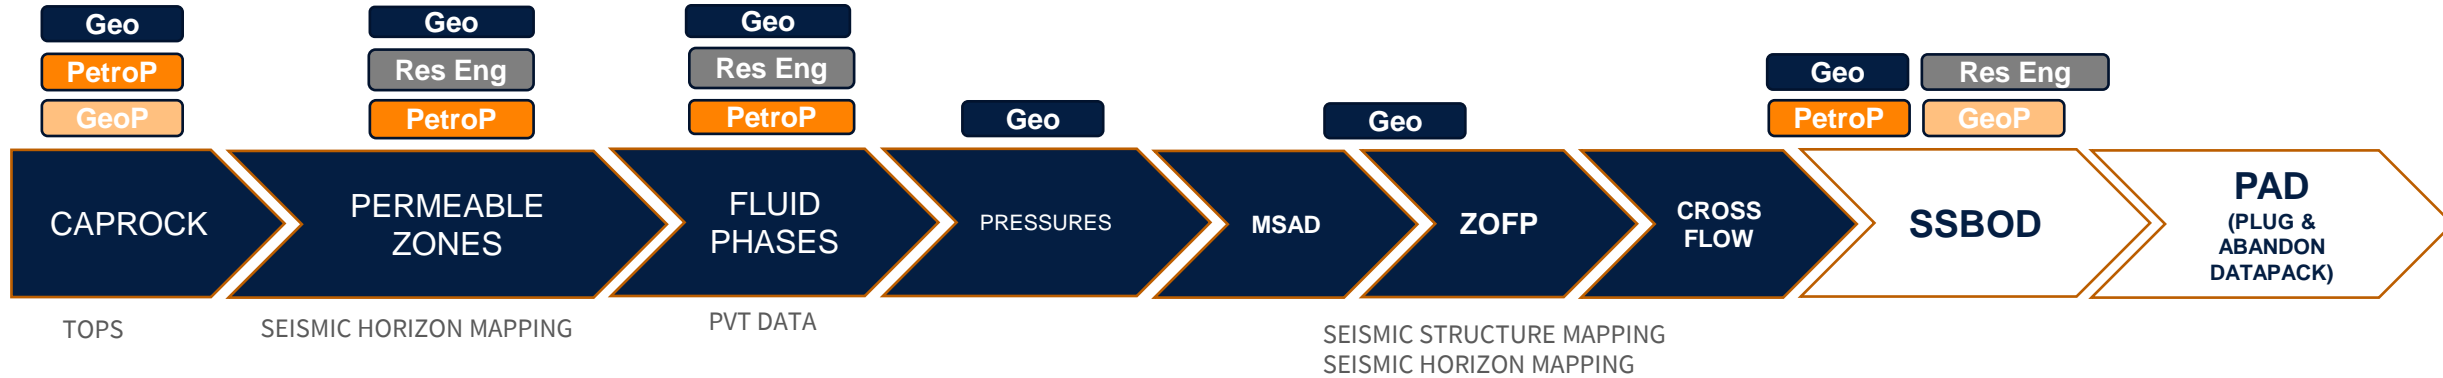 Geo
PetroP
GeoP
Geo
Res Eng
PetroP
Geo
Res Eng
PetroP
Geo
Geo
Geo
Res Eng
PetroP
GeoP
CAPROCK
PERMEABLE
ZONES
FLUID
PHASES
PRESSURES
MSAD
ZOFP
CROSS
FLOW
SSBOD
PAD
(PLUG &
ABANDON
DATAPACK)
TOPS
SEISMIC HORIZON MAPPING
PVT DATA
SEISMIC STRUCTURE MAPPING
SEISMIC HORIZON MAPPING